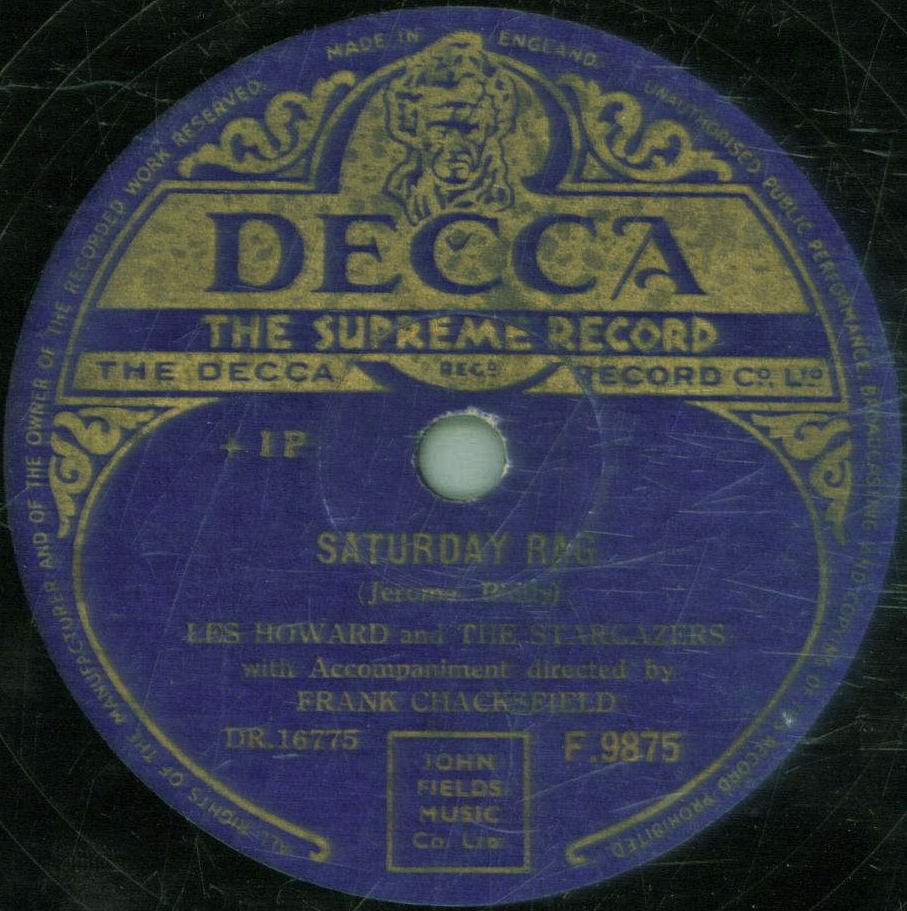 MADE IN ENGLAND.
ALL RIGHTS OF THE MANUFACTURER AND OF THE OWNER OF THE RECORDED WORK RESERVED.
UNAUTHORISED PUBLIC PERFORMANCE, BROADCASTING AND COPYING OF THIS RECORD PROHIBITED
DECCA
THE SUPREME RECORD
THE DECCA REGD RECORD CO. LTD
+ 1P
SATURDAY RAG
(Jerome,
LES HOWARD and THE STARGAZERS
with Accompaniment directed by
FRANK CHACKSFIELD
DR.16775
F.9875
JOHN
FIELDS
MUSIC
Co. Ltd.